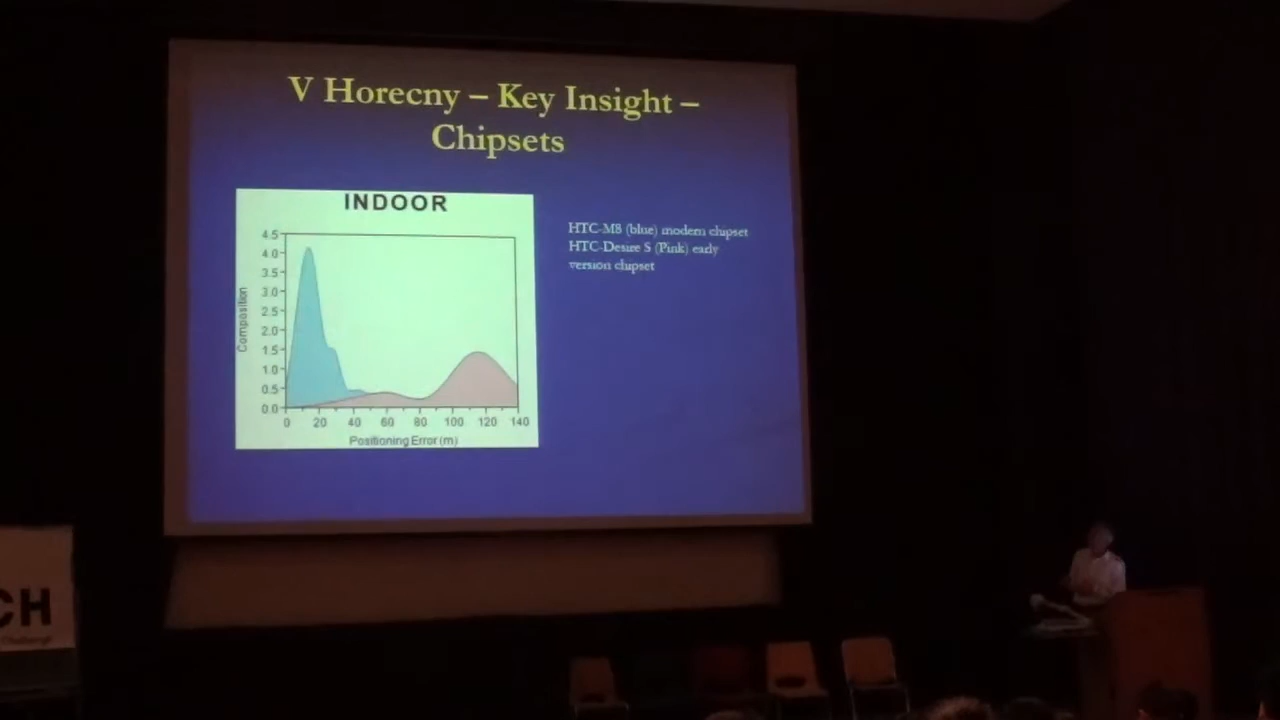 V Horecny – Key Insight –
Chipsets
INDOOR
HTC-M8 (blue) modern chipset
HTC-Desire S (Pink) early
version chipset
4.5
4.0
3.5
3.0
2.5
2.0
1.5
1.0
0.5
0.0
Composition
0 20 40 60 80 100 120 140
Positioning Error (m)
CH
Challenge